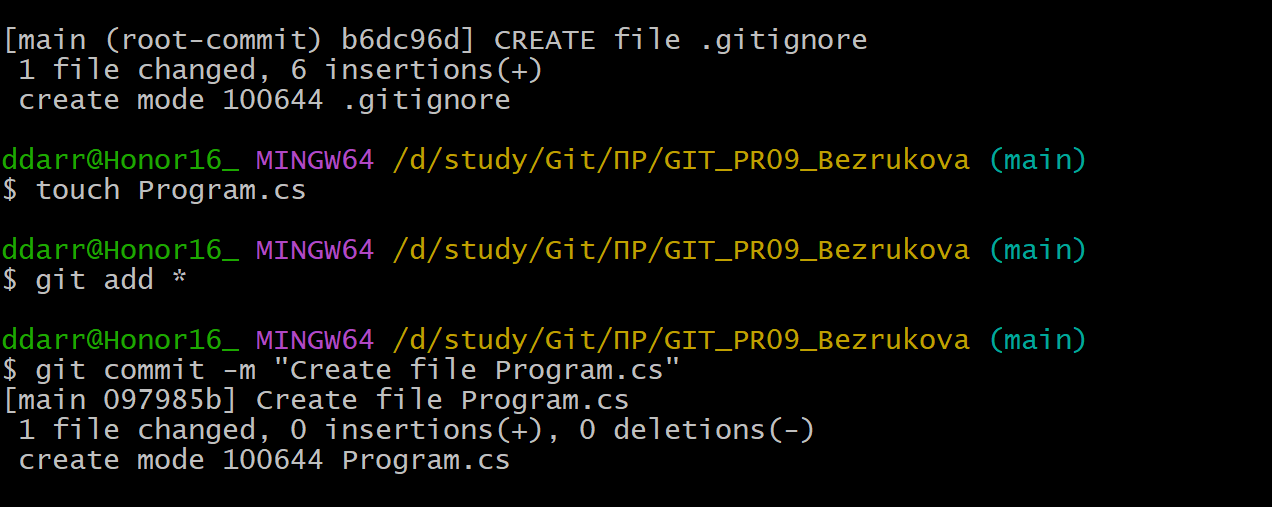 [main (root-commit) b6dc96d] CREATE file .gitignore
 1 file changed, 6 insertions(+)
 create mode 100644 .gitignore
ddarr@Honor16_ MINGW64 /d/study/Git/ПР/GIT_PR09_Bezrukova (main)
$ touch Program.cs
ddarr@Honor16_ MINGW64 /d/study/Git/ПР/GIT_PR09_Bezrukova (main)
$ git add *
ddarr@Honor16_ MINGW64 /d/study/Git/ПР/GIT_PR09_Bezrukova (main)
$ git commit -m "Create file Program.cs"
[main 097985b] Create file Program.cs
 1 file changed, 0 insertions(+), 0 deletions(-)
 create mode 100644 Program.cs